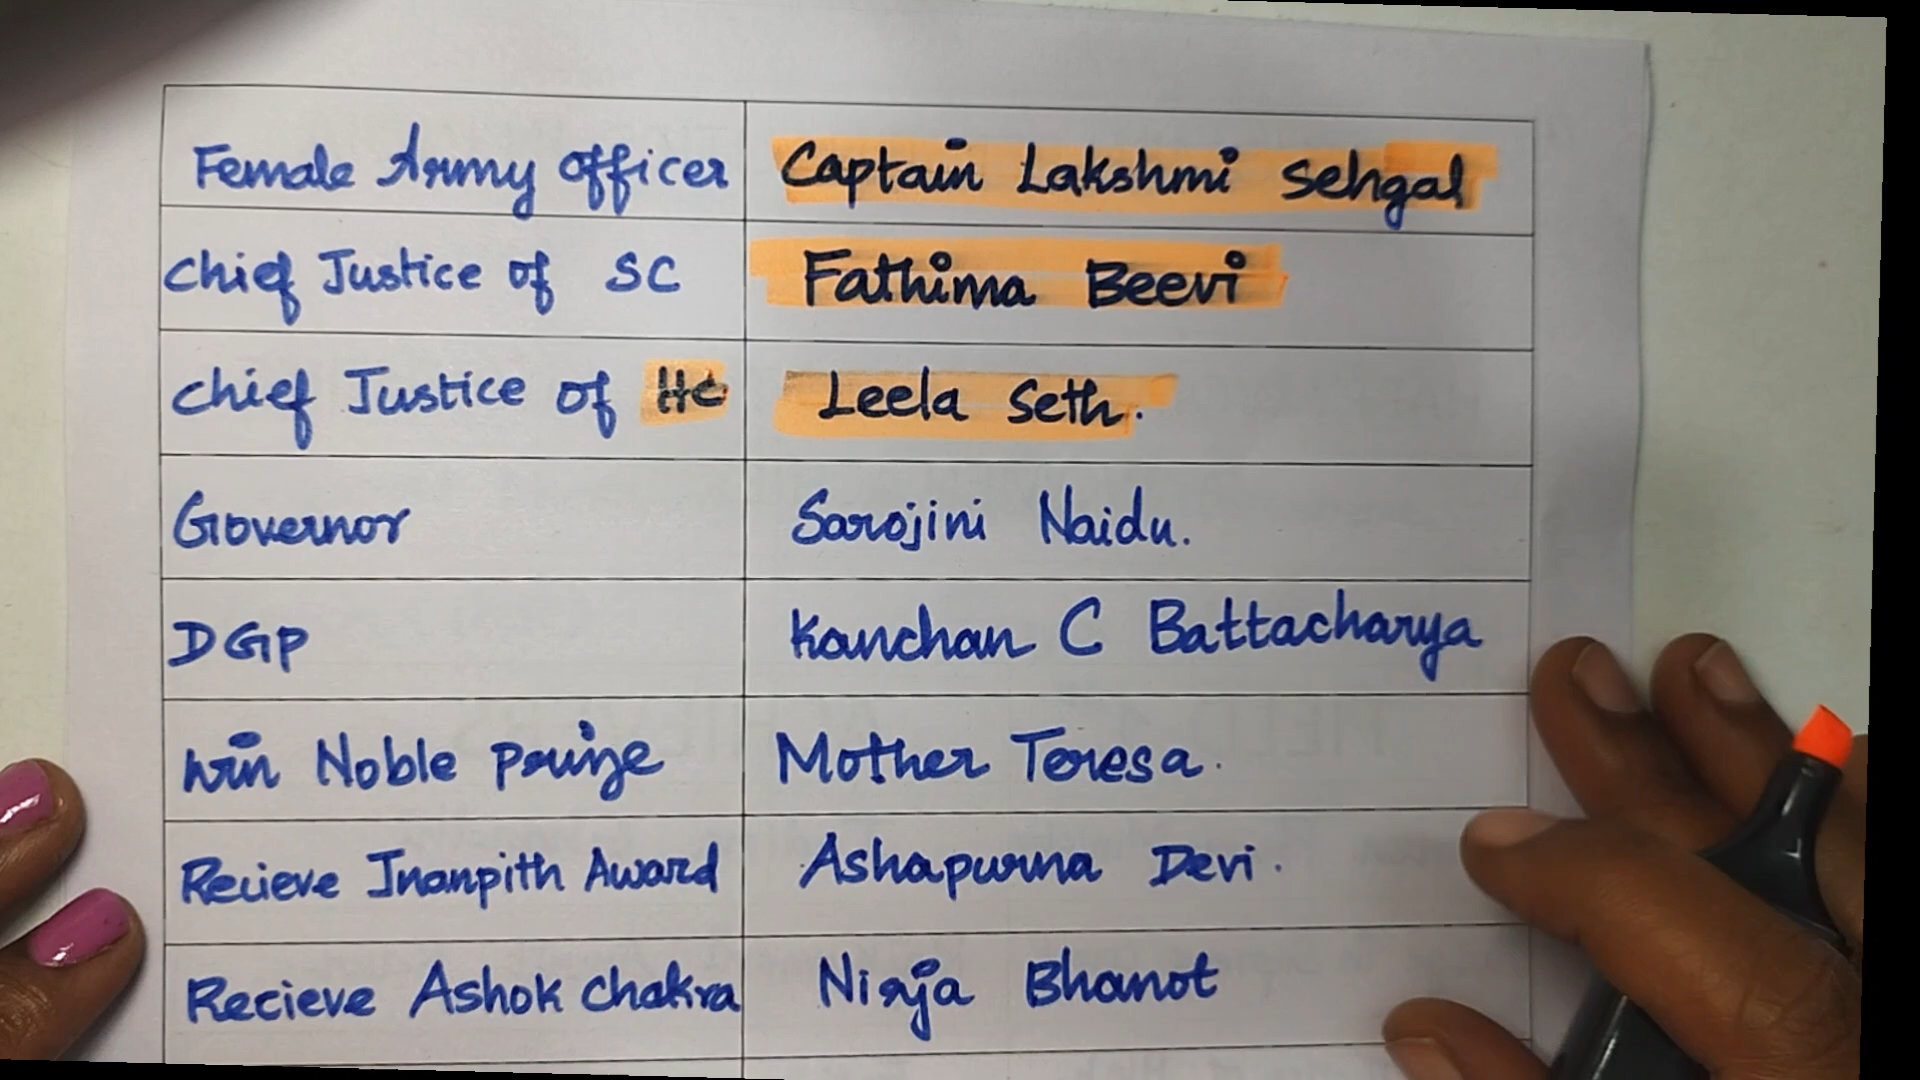 Female Army Officer Captain Lakshmi Sehgal
Chief Justice of SC Fathima Beevi
Chief Justice of HC Leela Seth.
Governor Sarojini Naidu.
DGP Kanchan C Battacharya
win Noble Prize Mother Teresa.
Recieve Jnanpith Award Ashapurna Devi.
Recieve Ashok Chakra Nirja Bhanot